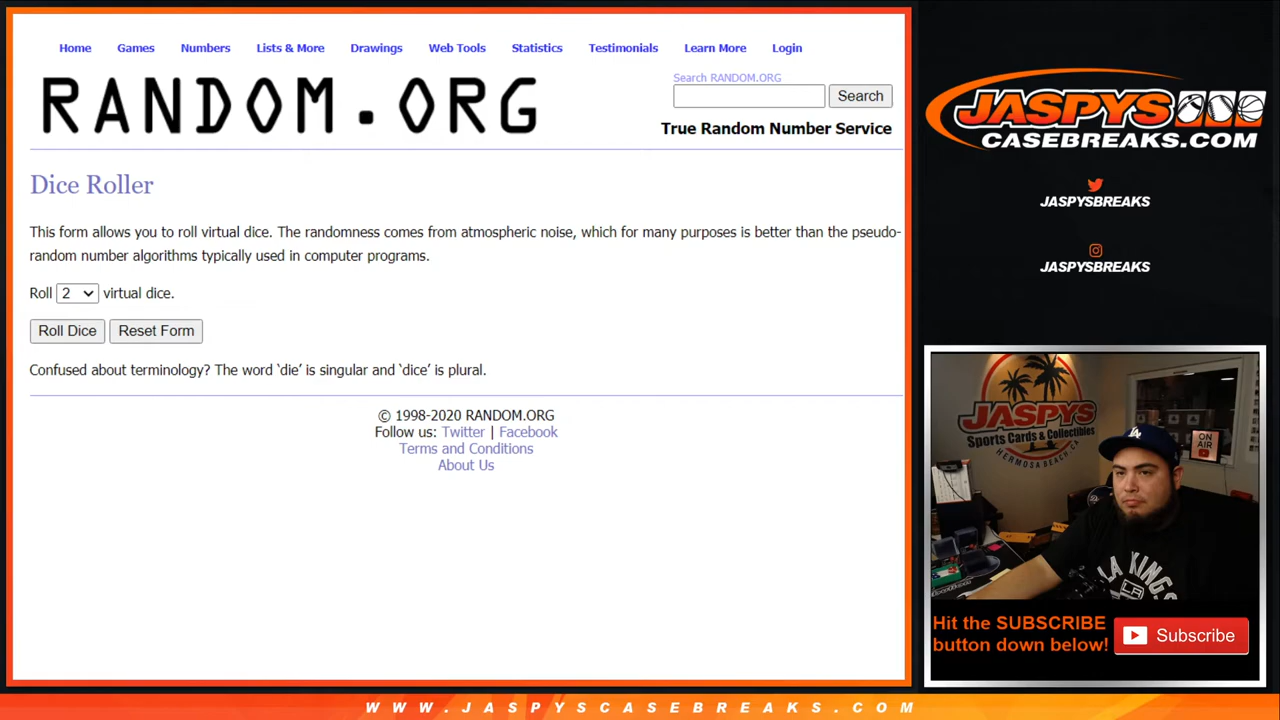 Home Games Numbers Lists & More Drawings Web Tools Statistics Testimonials Learn More Login
RANDOM.ORG
Search RANDOM.ORG
Search
True Random Number Service
Dice Roller
This form allows you to roll virtual dice. The randomness comes from atmospheric noise, which for many purposes is better than the pseudo-
random number algorithms typically used in computer programs.
Roll 2 virtual dice.
Roll Dice Reset Form
Confused about terminology? The word ‘die’ is singular and ‘dice’ is plural.
© 1998-2020 RANDOM.ORG
Follow us: Twitter | Facebook
Terms and Conditions
About Us
JASPYS
CASEBREAKS.COM
JASPYSBREAKS
JASPYSBREAKS
JASPYS
Sports Cards & Collectibles
HERMOSA BEACH, CA
ON
AIR
LA
LA KINGS
LA
Hit the SUBSCRIBE
button down below!
Subscribe
WWW.JASPYSCASEBREAKS.COM